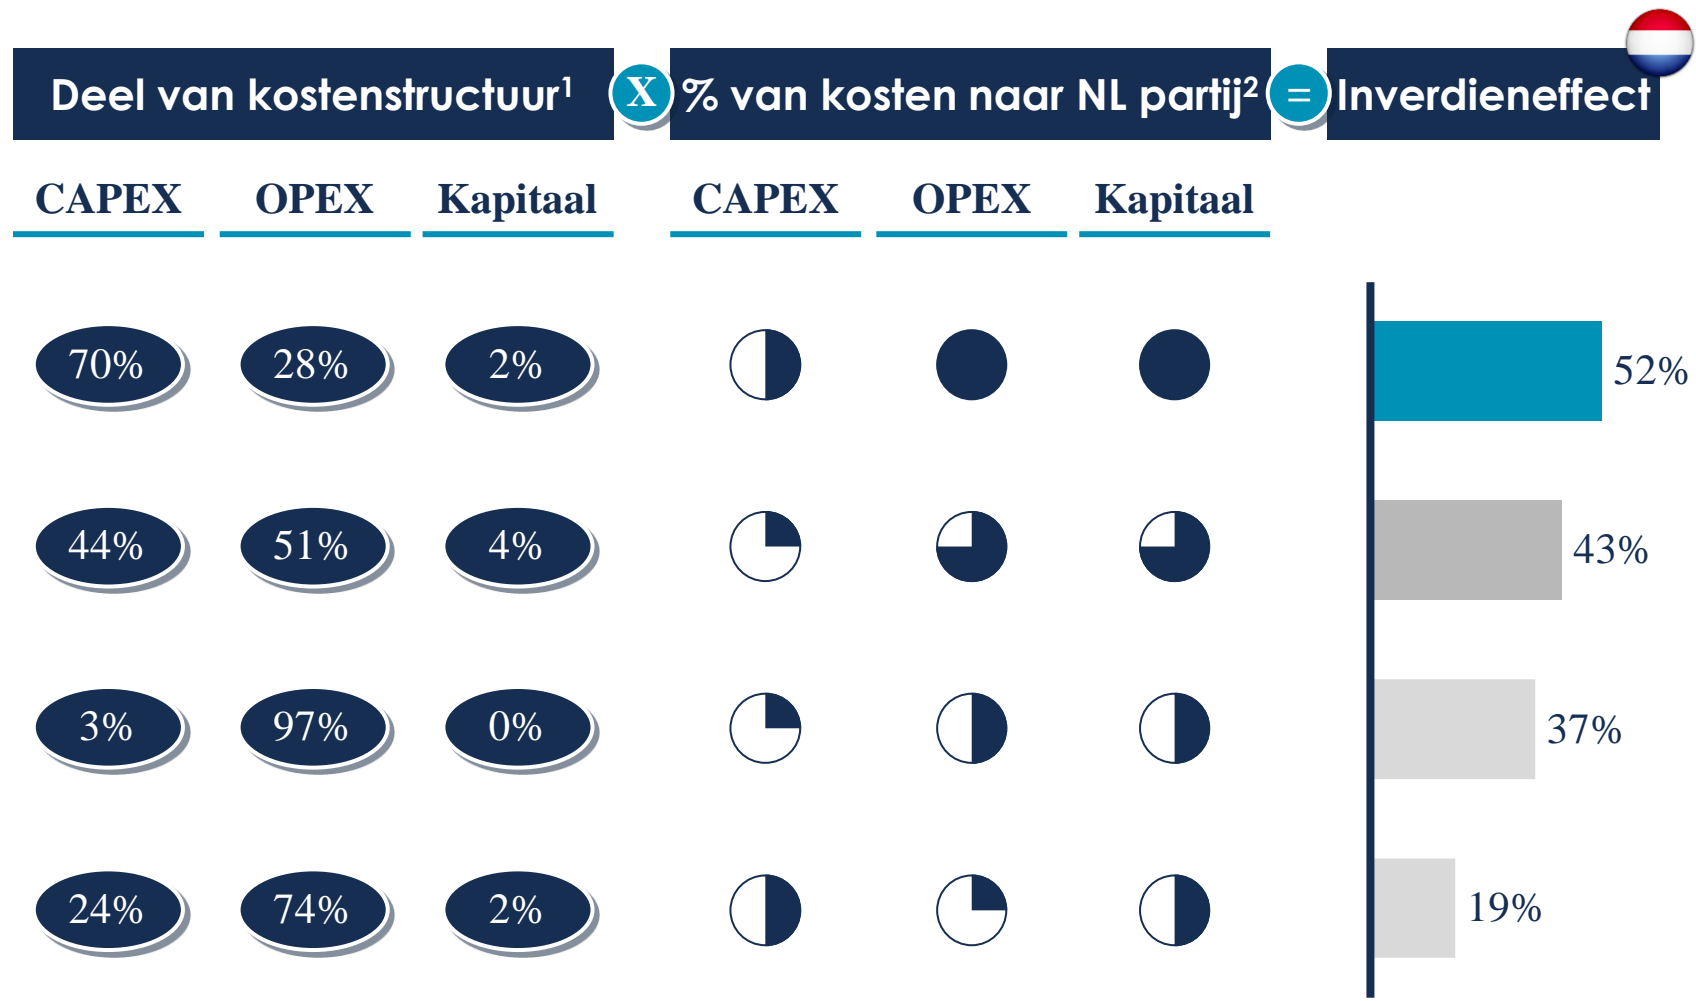 Deel van kostenstructuur¹ X % van kosten naar NL partij² = Inverdieneffect
CAPEX OPEX Kapitaal CAPEX OPEX Kapitaal
70% 28% 2% 52%
44% 51% 4% 43%
3% 97% 0% 37%
24% 74% 2% 19%